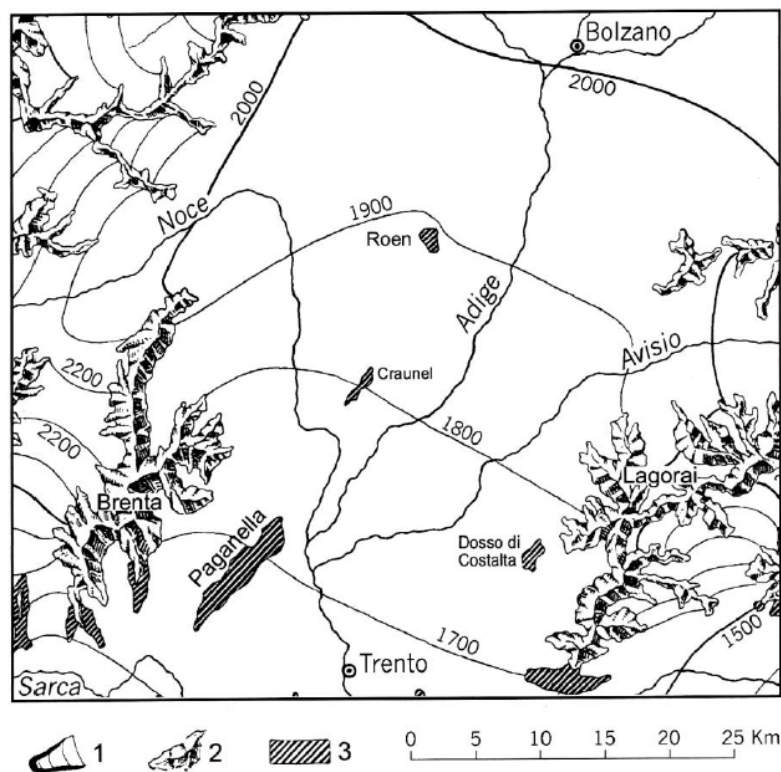 Bolzano
2000
2000
Noce
1900
Roen
Adige
Avisio
2200
Craunel
2200
1800
Brenta
Lagorai
Paganella
Dosso di
Costalta
1700
1500
Trento
Sarca
1 2 3 0 5 10 15 20 25 Km